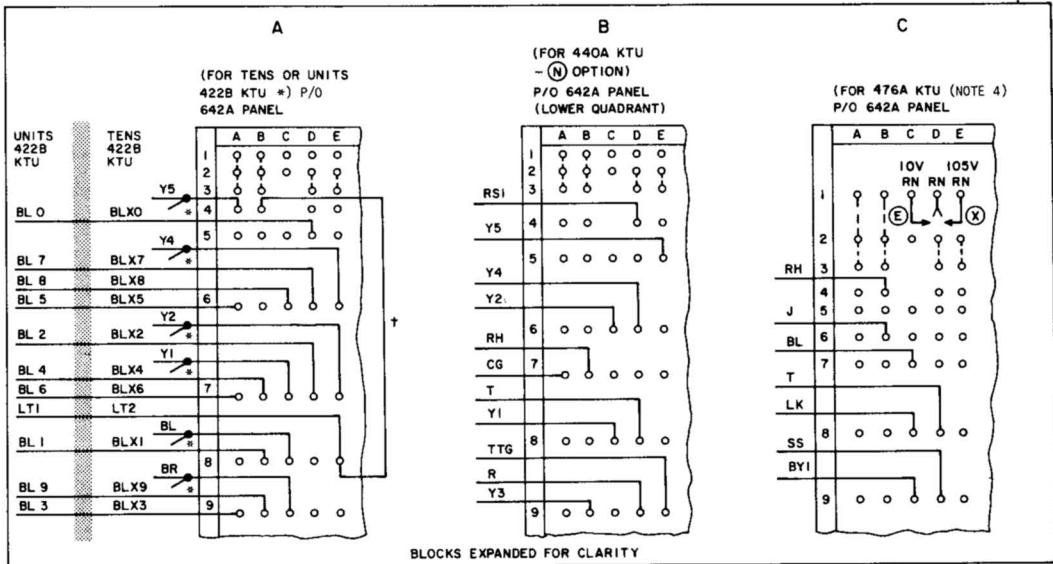 A
(FOR TENS OR UNITS
422B KTU *) P/O
642A PANEL
UNITS
422B
KTU
TENS
422B
KTU
A B C D E
1
2
3
Y5
*
4
BL 0 BLX0
5
Y4
*
BL 7 BLX7
BL 8 BLX8
BL 5 BLX5
6
Y2
*
BL 2 BLX2
Y1
*
BL 4 BLX4
BL 6 BLX6
7
LT1 LT2
BL
*
BL 1 BLX1
8
BR
*
BL 9 BLX9
BL 3 BLX3
9
†
B
(FOR 440A KTU
- N OPTION)
P/O 642A PANEL
(LOWER QUADRANT)
A B C D E
1
2
3
RS1
4
Y5
5
Y4
Y2
6
RH
7
CG
T
Y1
8
TTG
R
Y3
9
C
(FOR 476A KTU (NOTE 4)
P/O 642A PANEL
A B C D E
10V 105V
RN RN RN
1
E X
2
RH 3
4
J 5
6
BL
7
T
LK
8
SS
BY1
9
BLOCKS EXPANDED FOR CLARITY